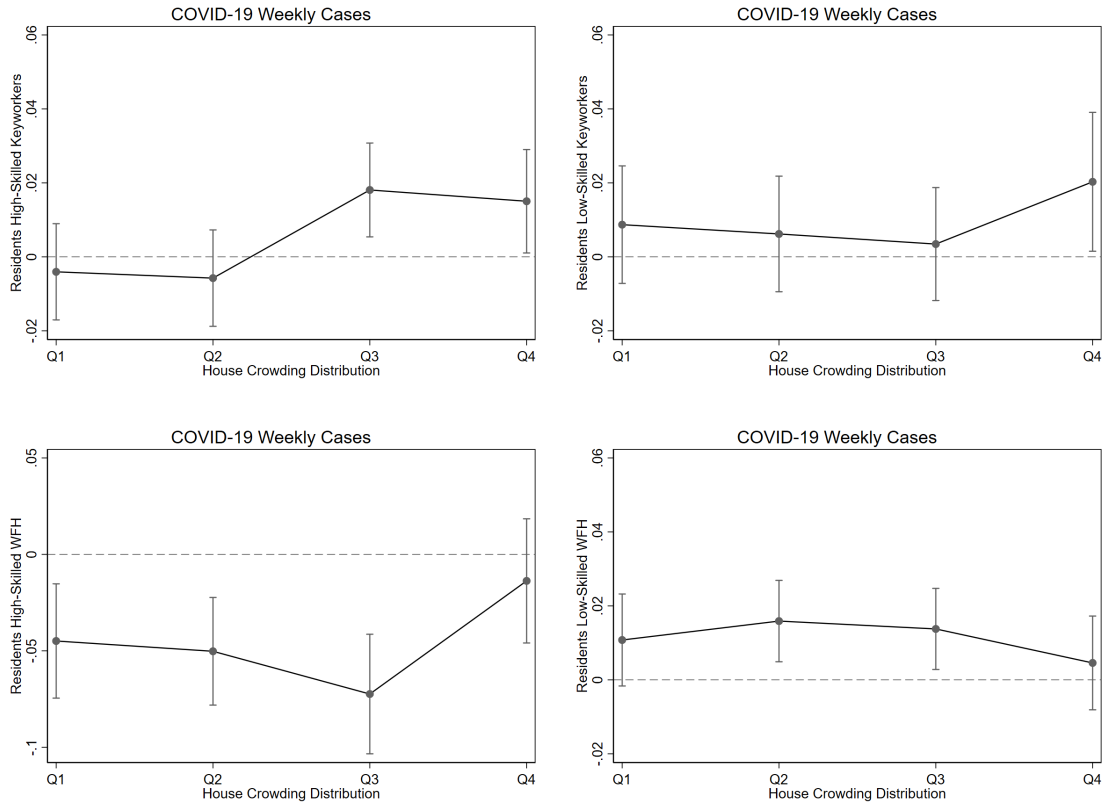 COVID-19 Weekly Cases
Residents High-Skilled Keyworkers
.06
.04
.02
0
-.02
Q1 Q2 Q3 Q4
House Crowding Distribution
COVID-19 Weekly Cases
Residents Low-Skilled Keyworkers
.06
.04
.02
0
-.02
Q1 Q2 Q3 Q4
House Crowding Distribution
COVID-19 Weekly Cases
Residents High-Skilled WFH
.05
0
-.05
-.1
Q1 Q2 Q3 Q4
House Crowding Distribution
COVID-19 Weekly Cases
Residents Low-Skilled WFH
.06
.04
.02
0
-.02
Q1 Q2 Q3 Q4
House Crowding Distribution